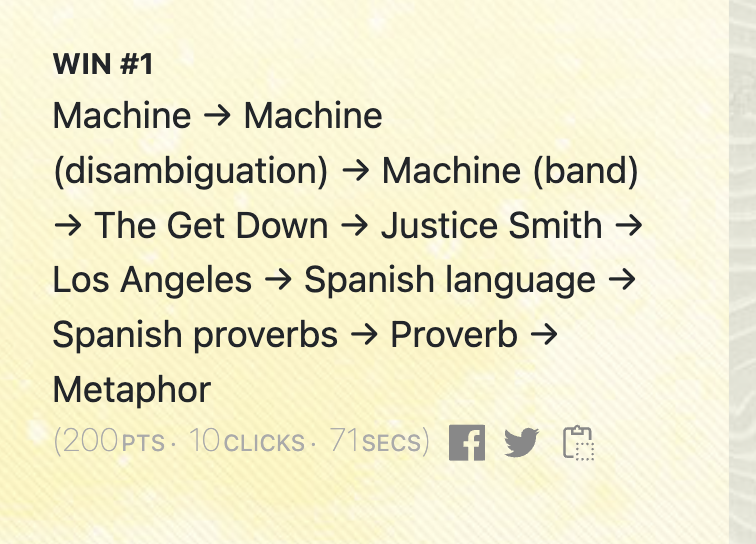 WIN #1
Machine → Machine
(disambiguation) → Machine (band)
→ The Get Down → Justice Smith →
Los Angeles → Spanish language →
Spanish proverbs → Proverb →
Metaphor
(200PTS · 10CLICKS · 71SECS)